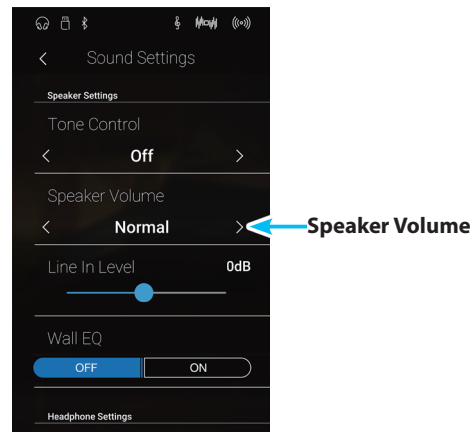 Sound Settings
Speaker Settings
Tone Control
Off
Speaker Volume
Normal
Speaker Volume
Line In Level 0dB
Wall EQ
OFF ON
Headphone Settings